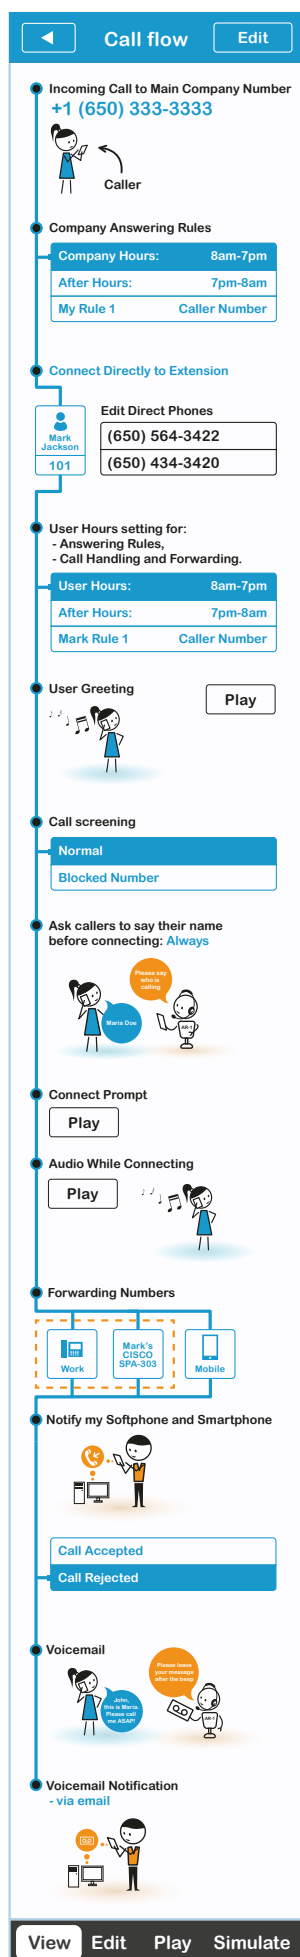 Call flow
Edit
Incoming Call to Main Company Number
+1 (650) 333-3333
Caller
Company Answering Rules
Company Hours: 8am-7pm
After Hours: 7pm-8am
My Rule 1 Caller Number
Connect Directly to Extension
Mark
Jackson
101
Edit Direct Phones
(650) 564-3422
(650) 434-3420
User Hours setting for:
- Answering Rules,
- Call Handling and Forwarding.
User Hours: 8am-7pm
After Hours: 7pm-8am
Mark Rule 1 Caller Number
User Greeting
Play
Call screening
Normal
Blocked Number
Ask callers to say their name
before connecting: Always
Please say
who is
calling
Maria Doe
AR-1
Connect Prompt
Play
Audio While Connecting
Play
Forwarding Numbers
Work
Mark's
CISCO
SPA-303
Mobile
Notify my Softphone and Smartphone
Call Accepted
Call Rejected
Voicemail
Please leave
your message
after the beep
John,
this is Maria.
Please call
me ASAP!
AR-1
Voicemail Notification
- via email
View Edit Play Simulate